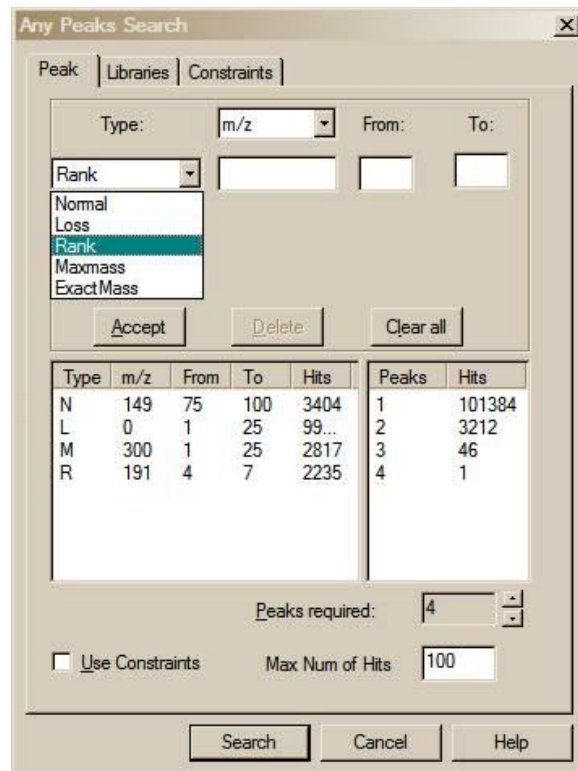 Any Peaks Search
Peak Libraries Constraints
Type: m/z From: To:
Rank
Normal
Loss
Rank
Maxmass
ExactMass
Accept Delete Clear all
Type m/z From To Hits Peaks Hits
N 149 75 100 3404 1 101384
L 0 1 25 99... 2 3212
M 300 1 25 2817 3 46
R 191 4 7 2235 4 1
Peaks required: 4
Use Constraints Max Num of Hits 100
Search Cancel Help